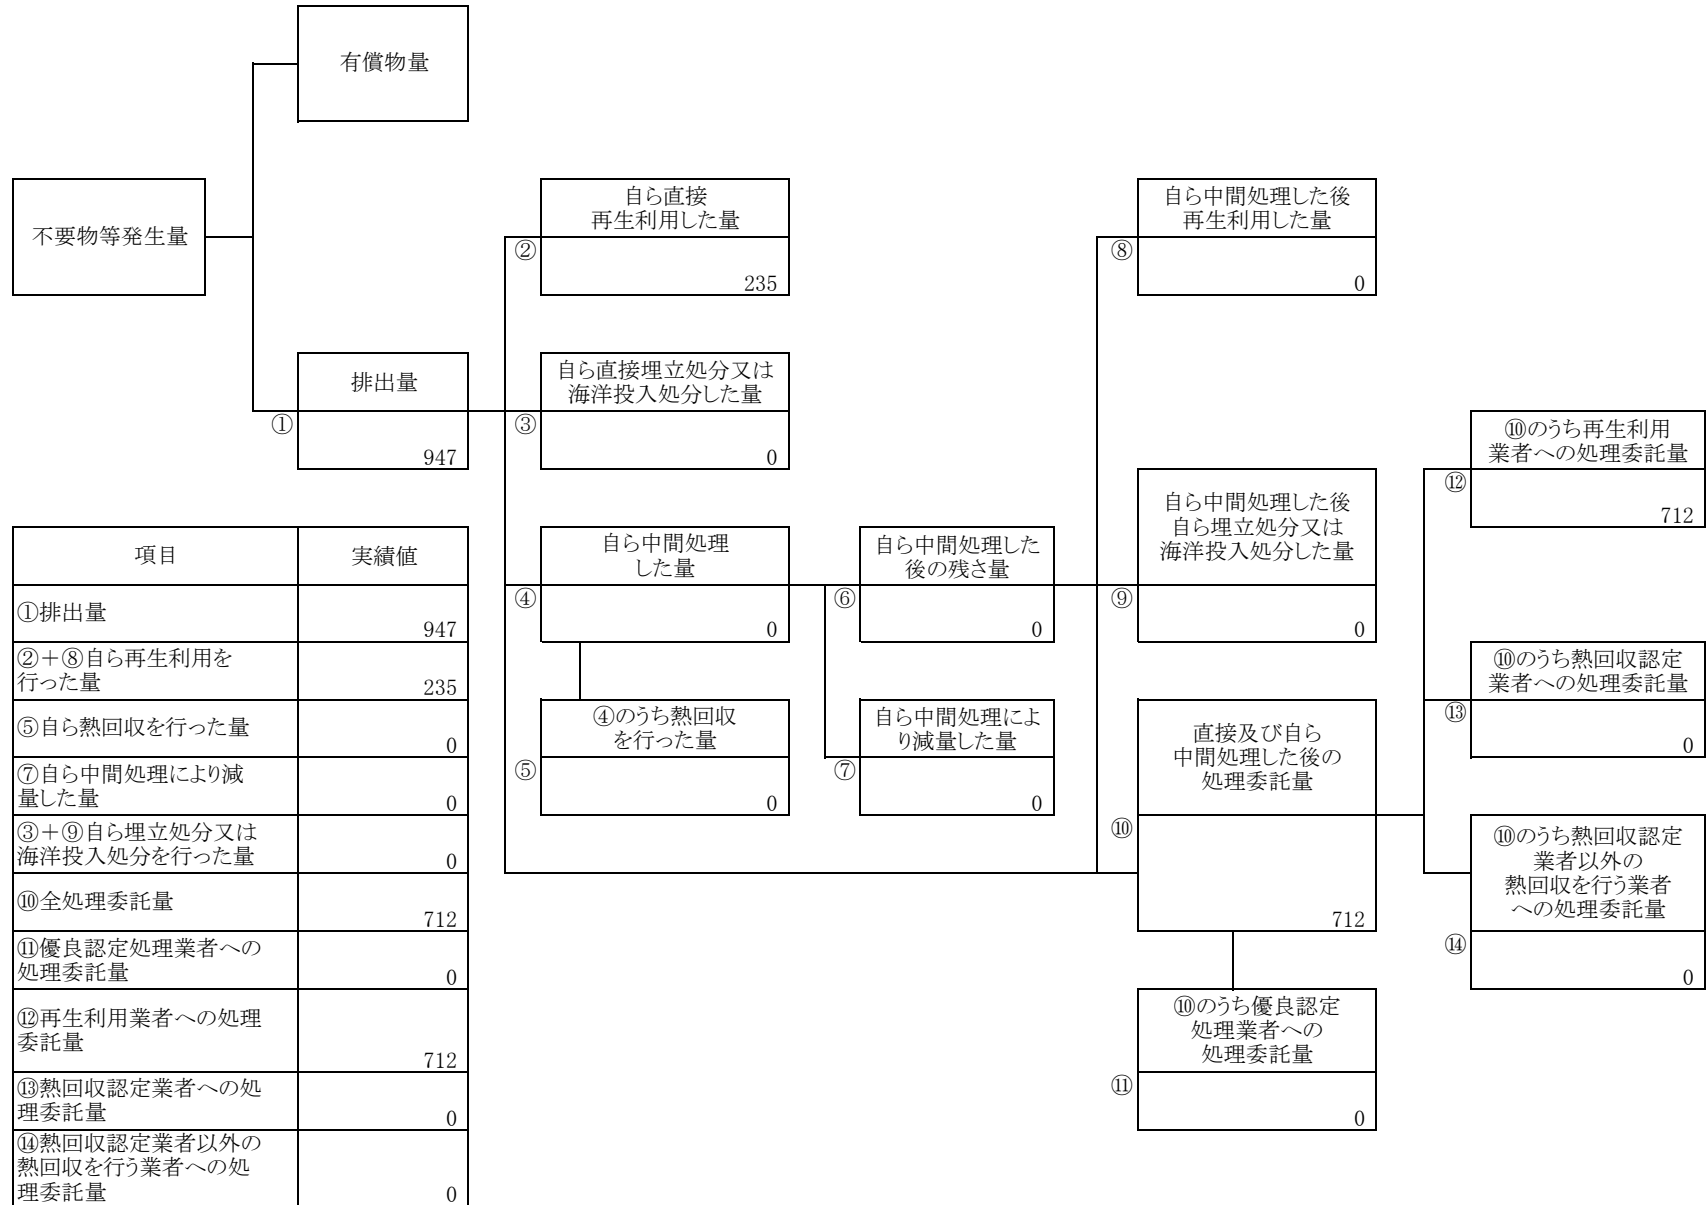 有償物量
不要物等発生量
自ら直接
再生利用した量
②
235
自ら中間処理した後
再生利用した量
⑧
0
排出量
①
947
自ら直接埋立処分又は
海洋投入処分した量
③
0
⑩のうち再生利用
業者への処理委託量
⑫
712
自ら中間処理
した量
④
0
自ら中間処理した
後の残さ量
⑥
0
自ら中間処理した後
自ら埋立処分又は
海洋投入処分した量
⑨
0
⑩のうち熱回収認定
業者への処理委託量
⑬
0
④のうち熱回収
を行った量
⑤
0
自ら中間処理によ
り減量した量
⑦
0
直接及び自ら
中間処理した後の
処理委託量
⑩
712
⑩のうち熱回収認定
業者以外の
熱回収を行う業者
への処理委託量
⑭
0
⑩のうち優良認定
処理業者への
処理委託量
⑪
0
項目 実績値
①排出量
947
②＋⑧自ら再生利用を
行った量 235
⑤自ら熱回収を行った量
0
⑦自ら中間処理により減
量した量 0
③＋⑨自ら埋立処分又は
海洋投入処分を行った量 0
⑩全処理委託量
712
⑪優良認定処理業者への
処理委託量 0
⑫再生利用業者への処理
委託量
712
⑬熱回収認定業者への処
理委託量 0
⑭熱回収認定業者以外の
熱回収を行う業者への処
理委託量 0